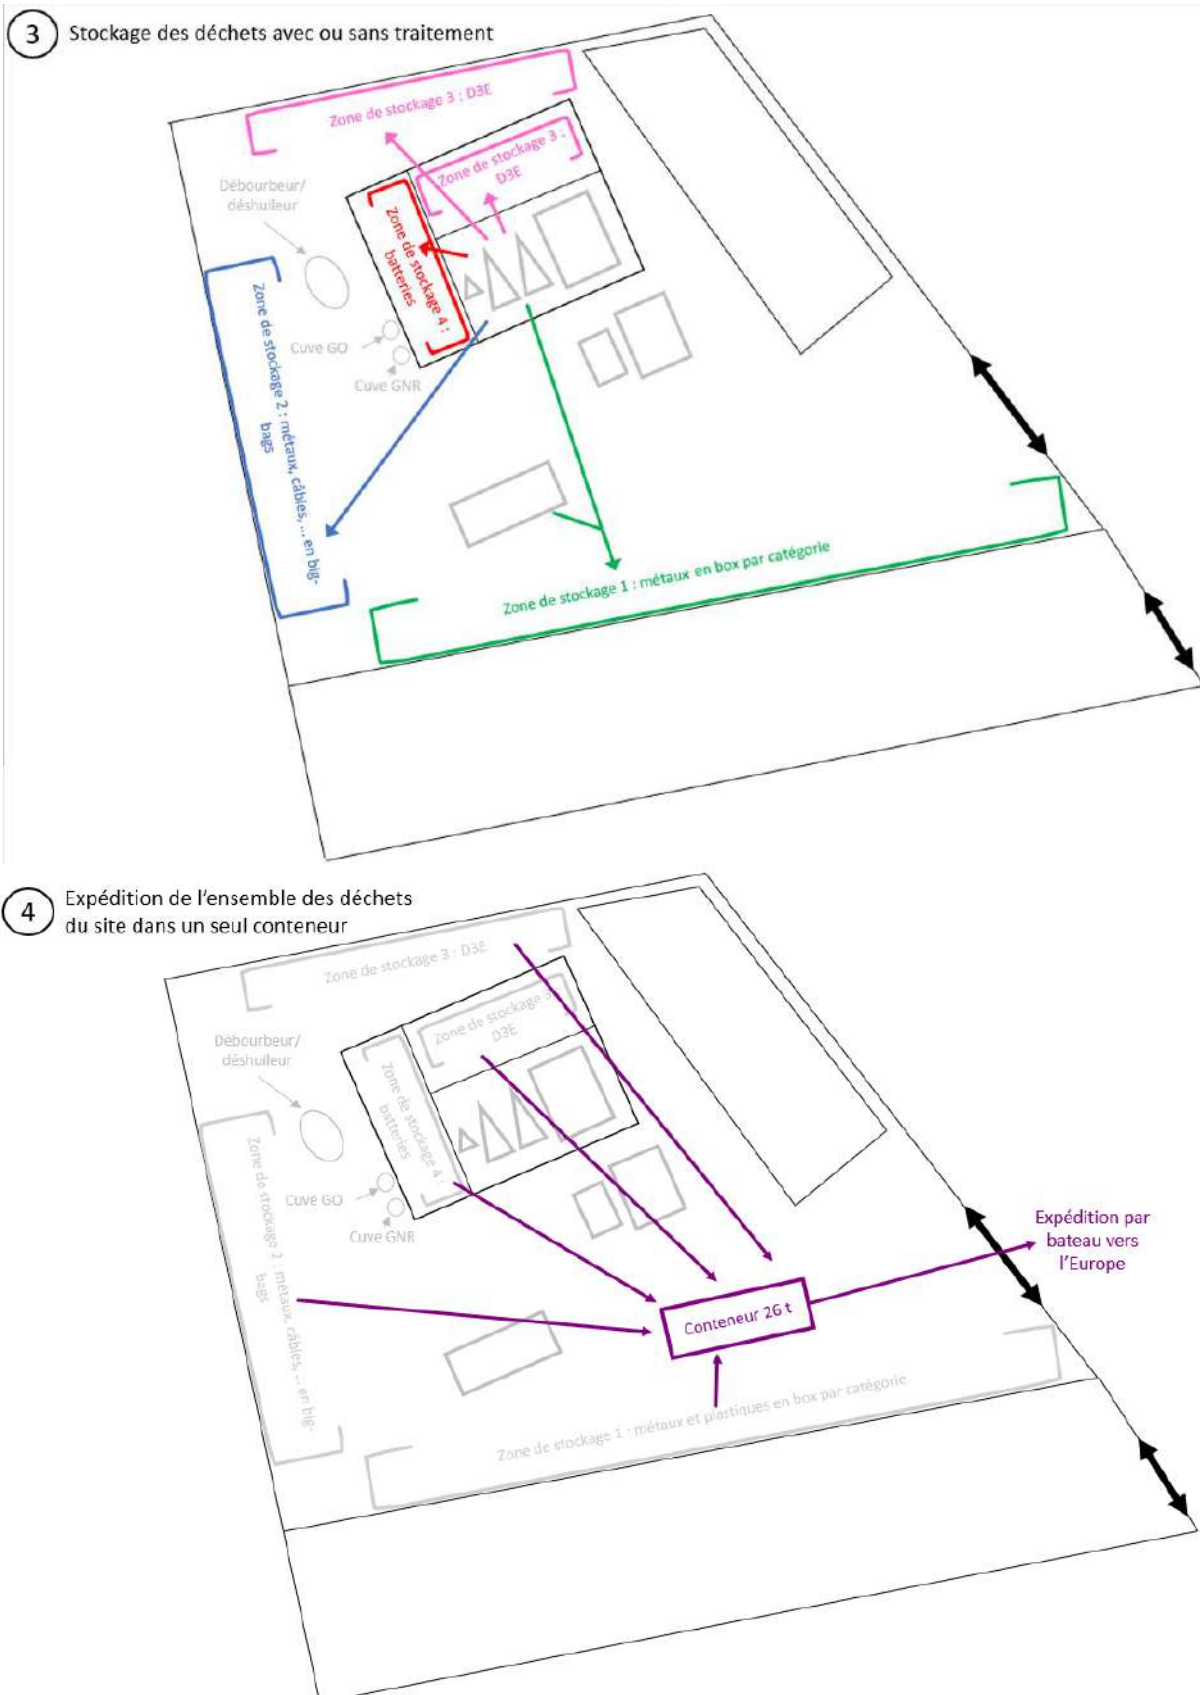 3
Stockage des déchets avec ou sans traitement
Zone de stockage 3 : D3E
Zone de stockage 3 :
D3E
Débourbeur/
déshuileur
Zone de stockage 4 :
batteries
Zone de stockage 2 : métaux, câbles, ... en big-
bags
Cuve GO
Cuve GNR
Zone de stockage 1 : métaux en box par catégorie
4
Expédition de l'ensemble des déchets
du site dans un seul conteneur
Zone de stockage 3 : D3E
Zone de stockage 3 :
D3E
Débourbeur/
déshuileur
Zone de stockage 4 :
batteries
Zone de stockage 2 : métaux, câbles, ... en big-
bags
Cuve GO
Cuve GNR
Expédition par
bateau vers
l'Europe
Conteneur 26 t
Zone de stockage 1 : métaux et plastiques en box par catégorie